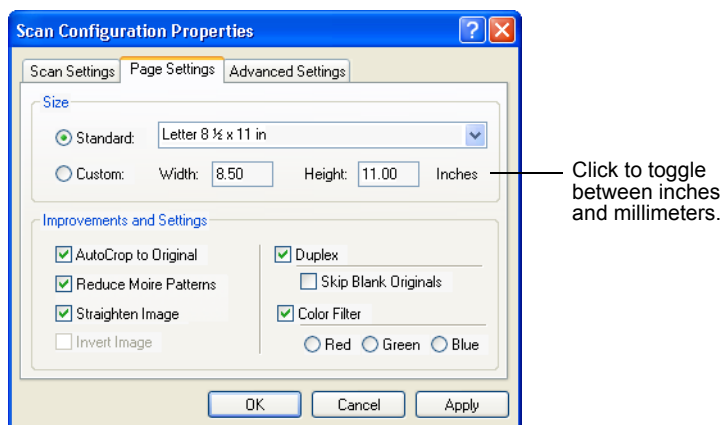 Scan Configuration Properties
Scan Settings Page Settings Advanced Settings
Size
Standard: Letter 8 ½ x 11 in
Custom: Width: 8.50 Height: 11.00 Inches
Click to toggle
between inches
and millimeters.
Improvements and Settings
AutoCrop to Original
Reduce Moire Patterns
Straighten Image
Invert Image
Duplex
Skip Blank Originals
Color Filter
Red Green Blue
OK Cancel Apply